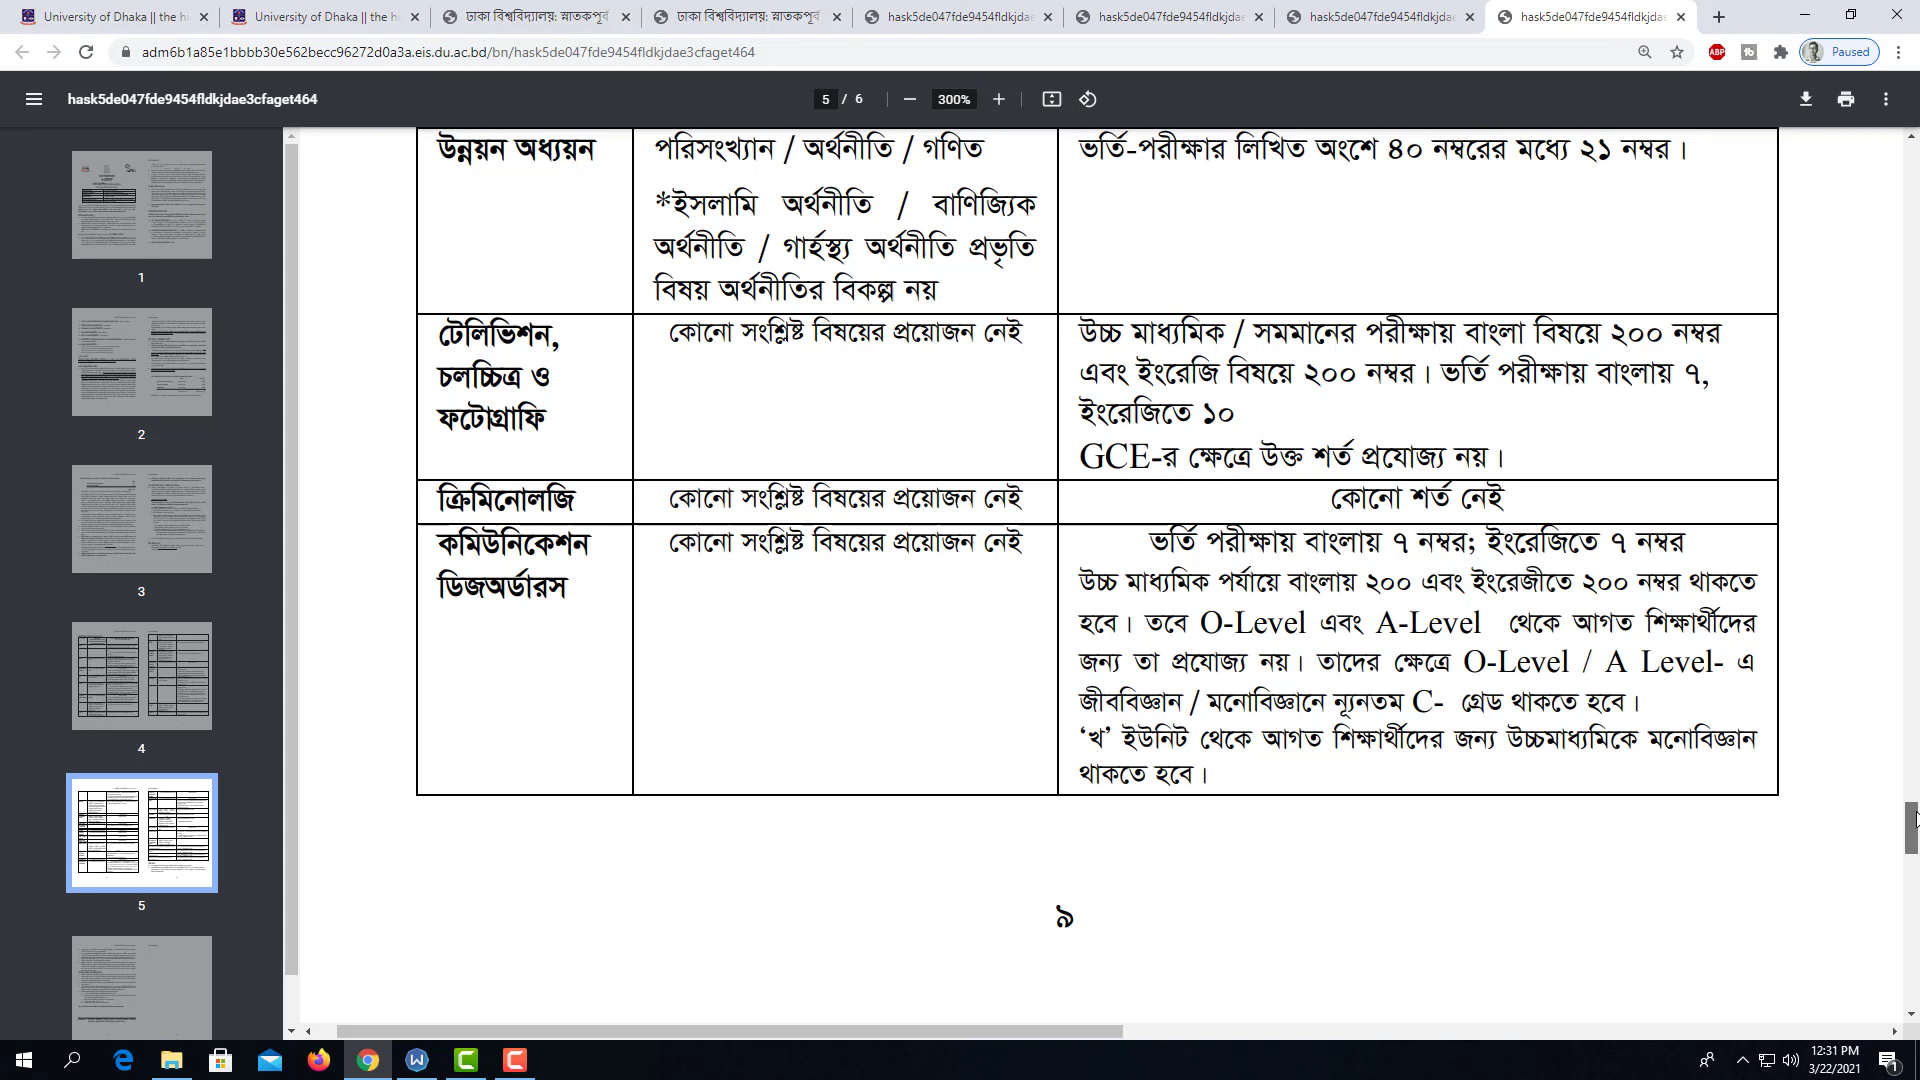 University of Dhaka || the hi
University of Dhaka || the hi
ঢাকা বিশ্ববিদ্যালয়: স্নাতকপূর্ব
ঢাকা বিশ্ববিদ্যালয়: স্নাতকপূর্ব
hask5de047fde9454fldkjdae
hask5de047fde9454fldkjdae
hask5de047fde9454fldkjdae
hask5de047fde9454fldkjdae
adm6b1a85e1bbbb30e562becc96272d0a3a.eis.du.ac.bd/bn/hask5de047fde9454fldkjdae3cfaget464
ABP
Paused
hask5de047fde9454fldkjdae3cfaget464
5 / 6
300%
1
2
3
4
5
উন্নয়ন অধ্যয়ন
পরিসংখ্যান / অর্থনীতি / গণিত
*ইসলামি অর্থনীতি / বাণিজ্যিক
অর্থনীতি / গার্হস্থ্য অর্থনীতি প্রভৃতি
বিষয় অর্থনীতির বিকল্প নয়
ভর্তি-পরীক্ষার লিখিত অংশে ৪০ নম্বরের মধ্যে ২১ নম্বর।
টেলিভিশন,
চলচ্চিত্র ও
ফটোগ্রাফি
কোনো সংশ্লিষ্ট বিষয়ের প্রয়োজন নেই
উচ্চ মাধ্যমিক / সমমানের পরীক্ষায় বাংলা বিষয়ে ২০০ নম্বর
এবং ইংরেজি বিষয়ে ২০০ নম্বর। ভর্তি পরীক্ষায় বাংলায় ৭,
ইংরেজিতে ১০
GCE-র ক্ষেত্রে উক্ত শর্ত প্রযোজ্য নয়।
ক্রিমিনোলজি
কোনো সংশ্লিষ্ট বিষয়ের প্রয়োজন নেই
কোনো শর্ত নেই
কমিউনিকেশন
ডিজঅর্ডারস
কোনো সংশ্লিষ্ট বিষয়ের প্রয়োজন নেই
ভর্তি পরীক্ষায় বাংলায় ৭ নম্বর; ইংরেজিতে ৭ নম্বর
উচ্চ মাধ্যমিক পর্যায়ে বাংলায় ২০০ এবং ইংরেজীতে ২০০ নম্বর থাকতে
হবে। তবে O-Level এবং A-Level থেকে আগত শিক্ষার্থীদের
জন্য তা প্রযোজ্য নয়। তাদের ক্ষেত্রে O-Level / A Level- এ
জীববিজ্ঞান / মনোবিজ্ঞানে ন্যূনতম C- গ্রেড থাকতে হবে।
‘খ’ ইউনিট থেকে আগত শিক্ষার্থীদের জন্য উচ্চমাধ্যমিকে মনোবিজ্ঞান
থাকতে হবে।
৯
12:31 PM
3/22/2021
1